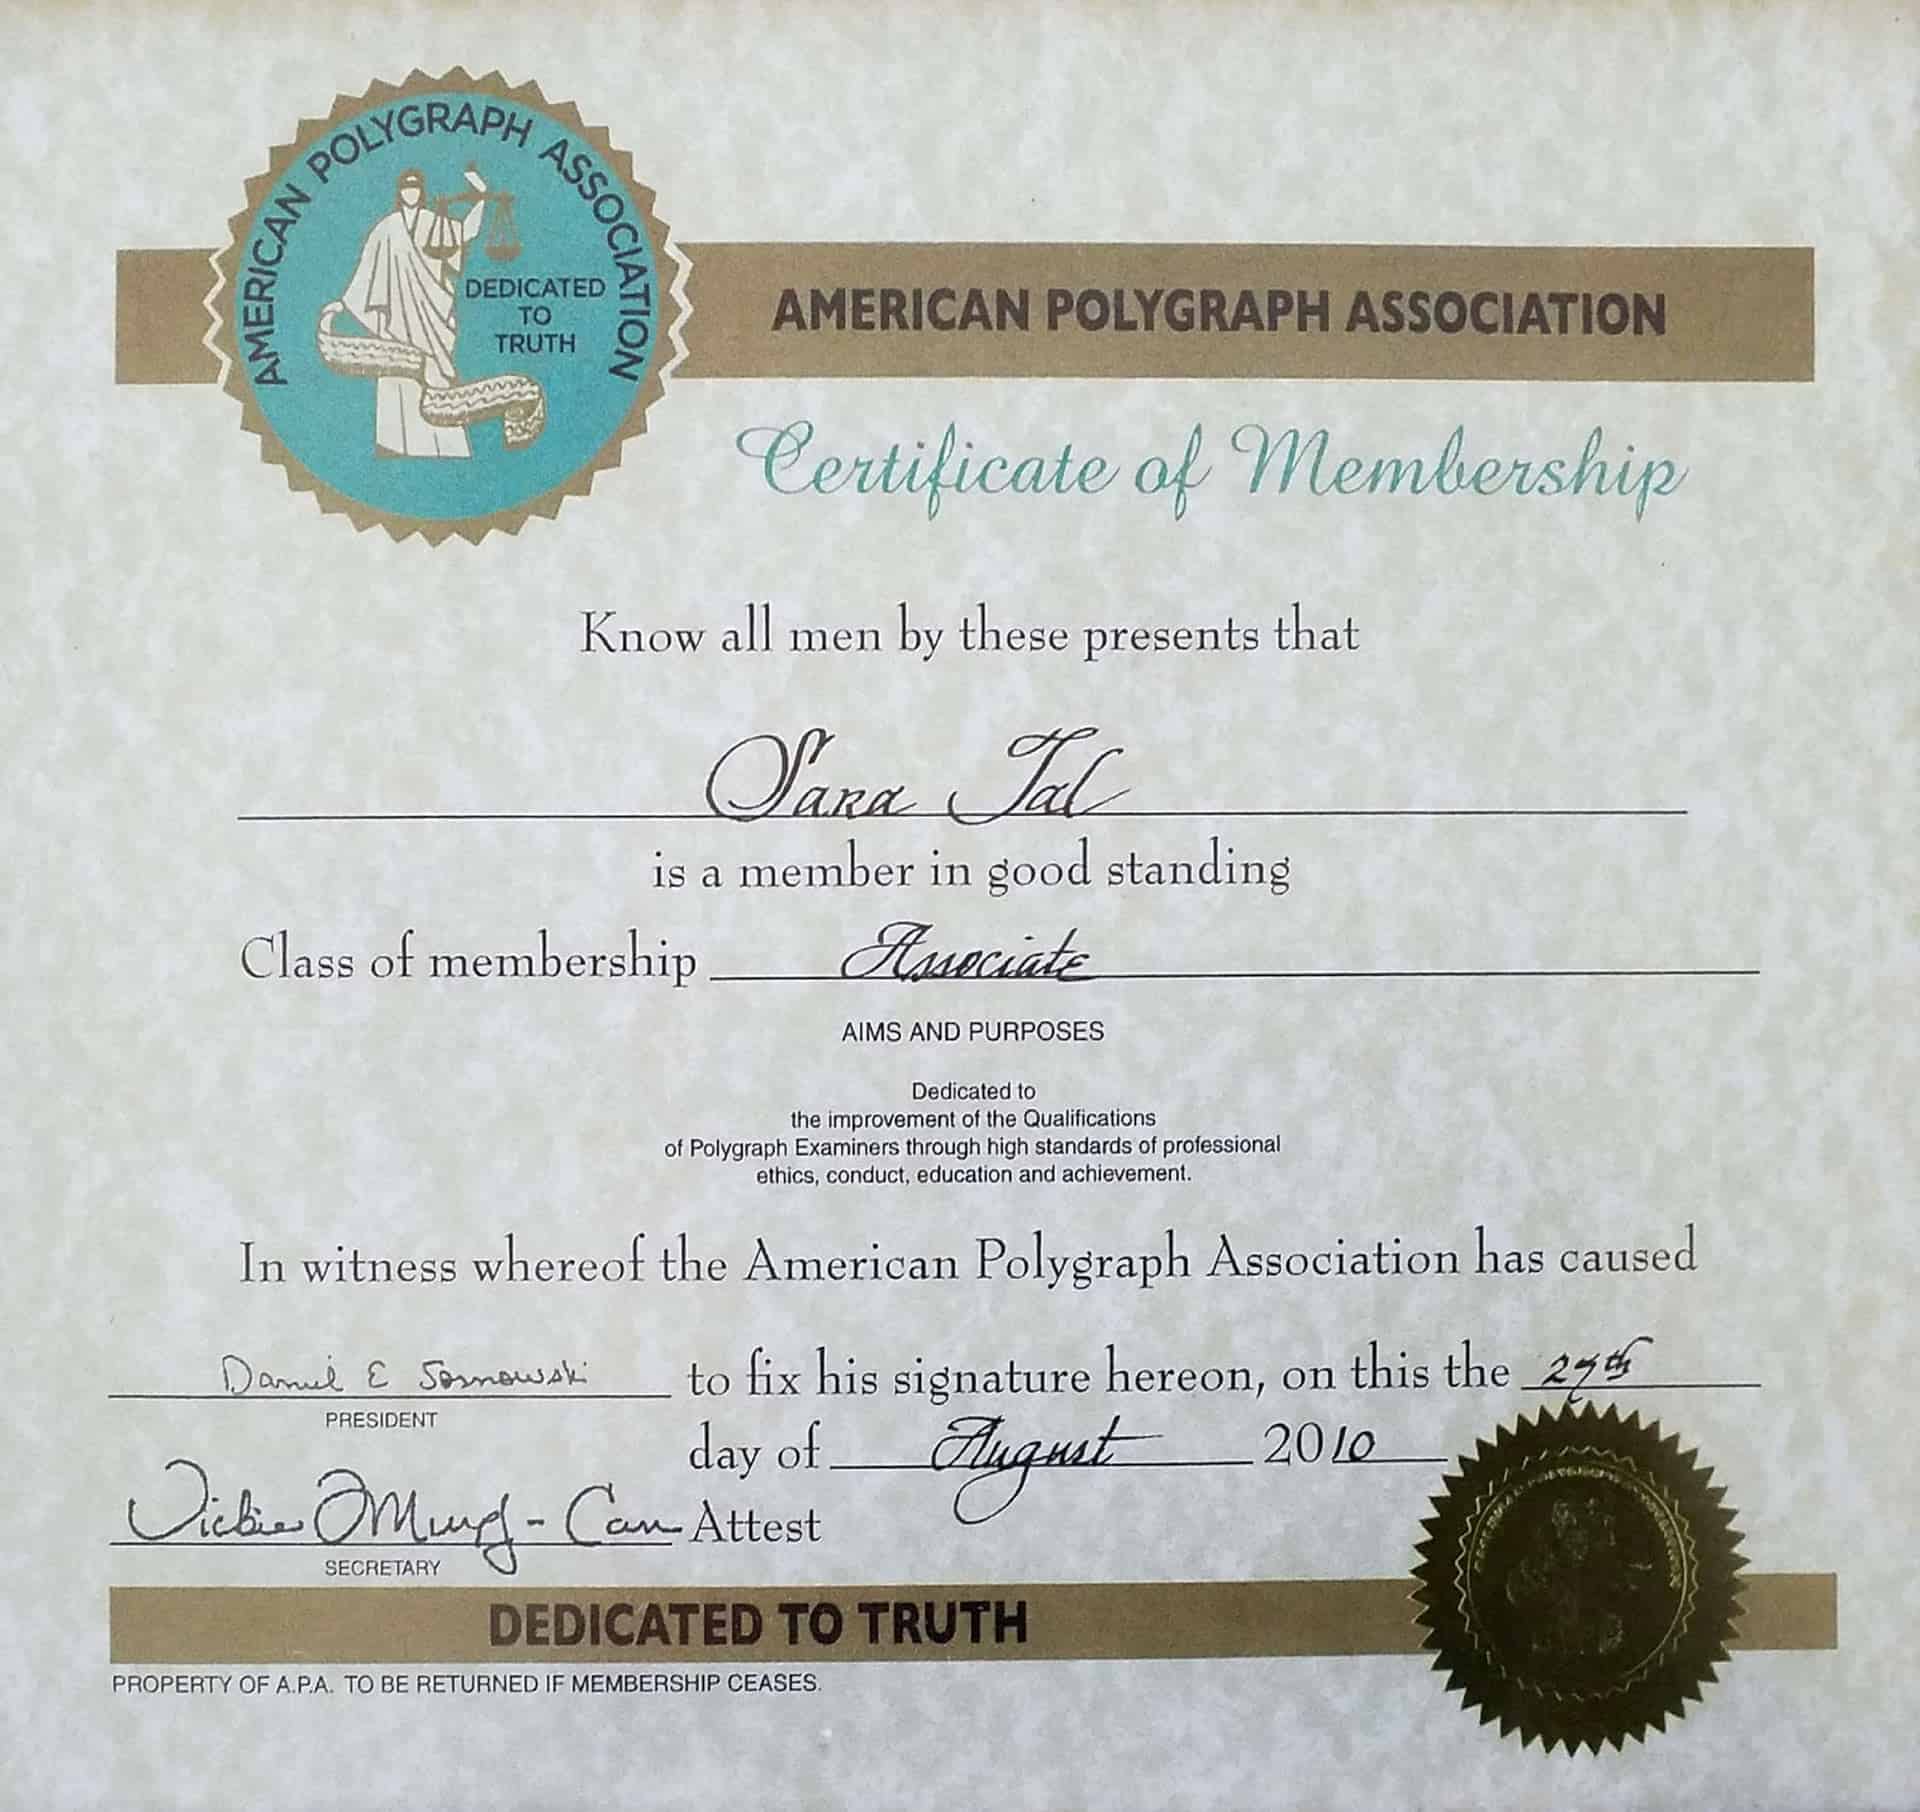 AMERICAN POLYGRAPH ASSOCIATION
DEDICATED
TO
TRUTH
AMERICAN POLYGRAPH ASSOCIATION
Certificate of Membership
Know all men by these presents that
Sara Tal
is a member in good standing
Class of membership Associate
AIMS AND PURPOSES
Dedicated to
the improvement of the Qualifications
of Polygraph Examiners through high standards of professional
ethics, conduct, education and achievement.
In witness whereof the American Polygraph Association has caused
Daniel E Sosnowski to fix his signature hereon, on this the 27th
PRESIDENT
day of August 2010
Vickie Attest
SECRETARY
DEDICATED TO TRUTH
PROPERTY OF A.P.A. TO BE RETURNED IF MEMBERSHIP CEASES.